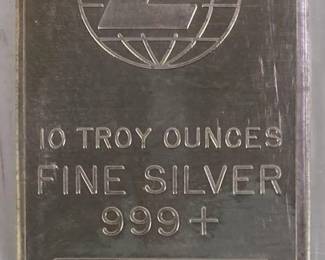 10 TROY OUNCES
FINE SILVER
999+